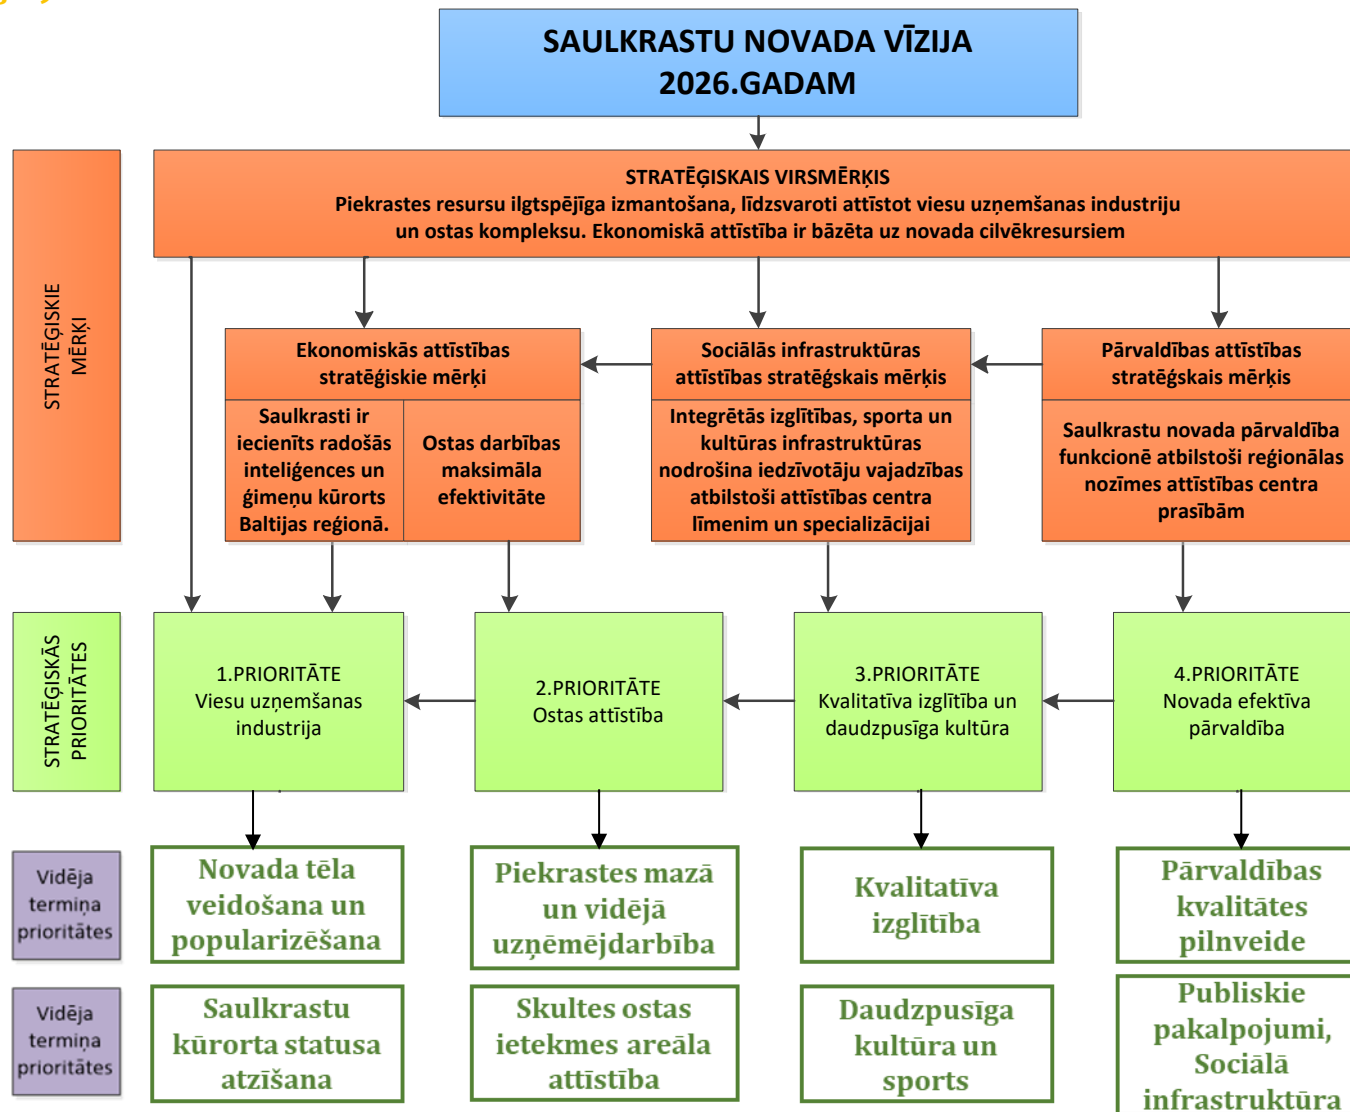 SAULKRASTU NOVADA VĪZIJA
2026.GADAM
STRATĒĢISKIE
MĒRĶI
STRATĒĢISKAIS VIRSMĒRĶIS
Piekrastes resursu ilgtspējīga izmantošana, līdzsvaroti attīstot viesu uzņemšanas industriju
un ostas kompleksu. Ekonomiskā attīstība ir bāzēta uz novada cilvēkresursiem
Ekonomiskās attīstības
stratēģiskie mērķi
Saulkrasti ir
iecienīts radošās
inteliģences un
ģimeņu kūrorts
Baltijas reģionā.
Ostas darbības
maksimāla
efektivitāte
Sociālās infrastruktūras
attīstības stratēģskais mērķis
Integrētās izglītības, sporta un
kultūras infrastruktūras
nodrošina iedzīvotāju vajadzības
atbilstoši attīstības centra
līmenim un specializācijai
Pārvaldības attīstības
stratēģskais mērķis
Saulkrastu novada pārvaldība
funkcionē atbilstoši reģionālas
nozīmes attīstības centra
prasībām
STRATĒĢISKĀS
PRIORITĀTES
1.PRIORITĀTE
Viesu uzņemšanas
industrija
2.PRIORITĀTE
Ostas attīstība
3.PRIORITĀTE
Kvalitatīva izglītība un
daudzpusīga kultūra
4.PRIORITĀTE
Novada efektīva
pārvaldība
Vidēja
termiņa
prioritātes
Novada tēla
veidošana un
popularizēšana
Piekrastes mazā
un vidējā
uzņēmējdarbība
Kvalitatīva
izglītība
Pārvaldības
kvalitātes
pilnveide
Vidēja
termiņa
prioritātes
Saulkrastu
kūrorta statusa
atzīšana
Skultes ostas
ietekmes areāla
attīstība
Daudzpusīga
kultūra un
sports
Publiskie
pakalpojumi,
Sociālā
infrastruktūra